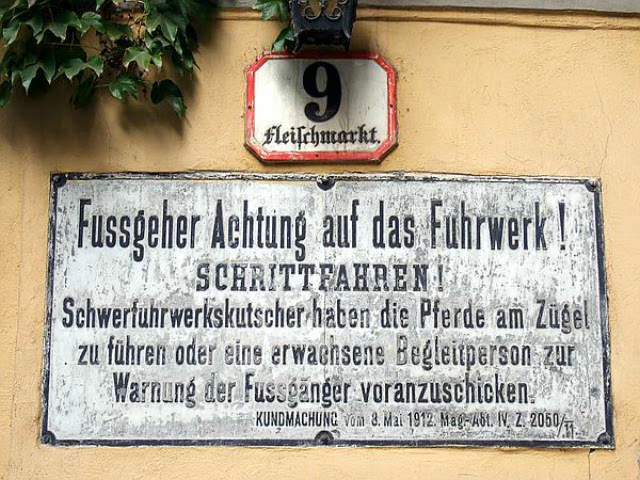 9
Fleischmarkt.
Fussgeher Achtung auf das Fuhrwerk!
SCHRITTFAHREN!
Schwerfuhrwerkskutscher haben die Pferde am Zügel
zu führen oder eine erwachsene Begleitperson zur
Warnung der Fussgänger voranzuschicken.
KUNDMACHUNG vom 8. Mai 1912. Mag.-Abt. IV. Z. 2050/11